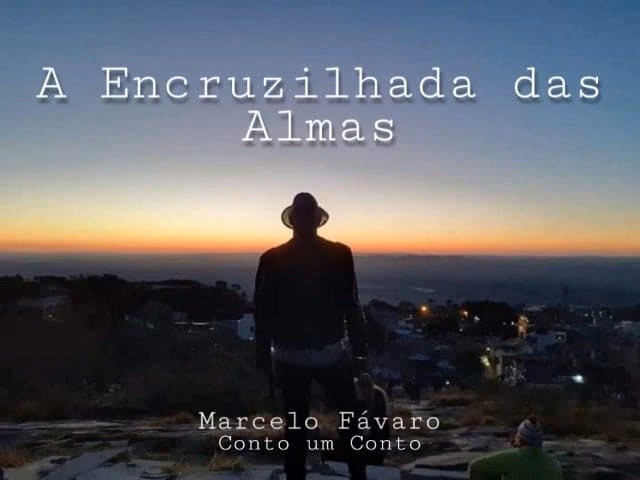 A Encruzilhada das
Almas
Marcelo Fávaro
Conto um Conto